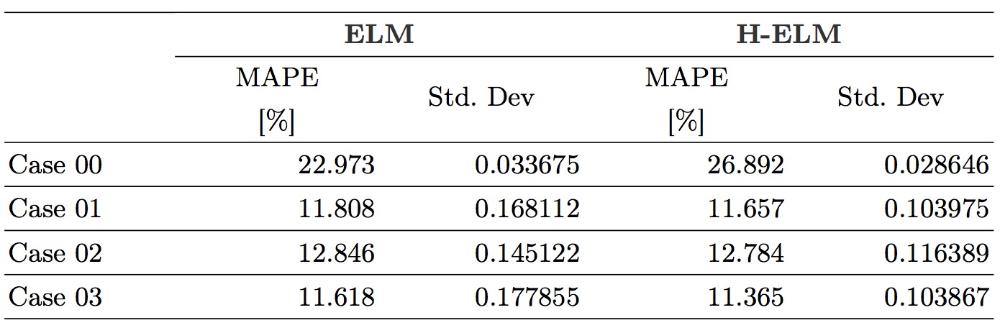 ELM H-ELM
MAPE [%] Std. Dev MAPE [%] Std. Dev
Case 00 22.973 0.033675 26.892 0.028646
Case 01 11.808 0.168112 11.657 0.103975
Case 02 12.846 0.145122 12.784 0.116389
Case 03 11.618 0.177855 11.365 0.103867